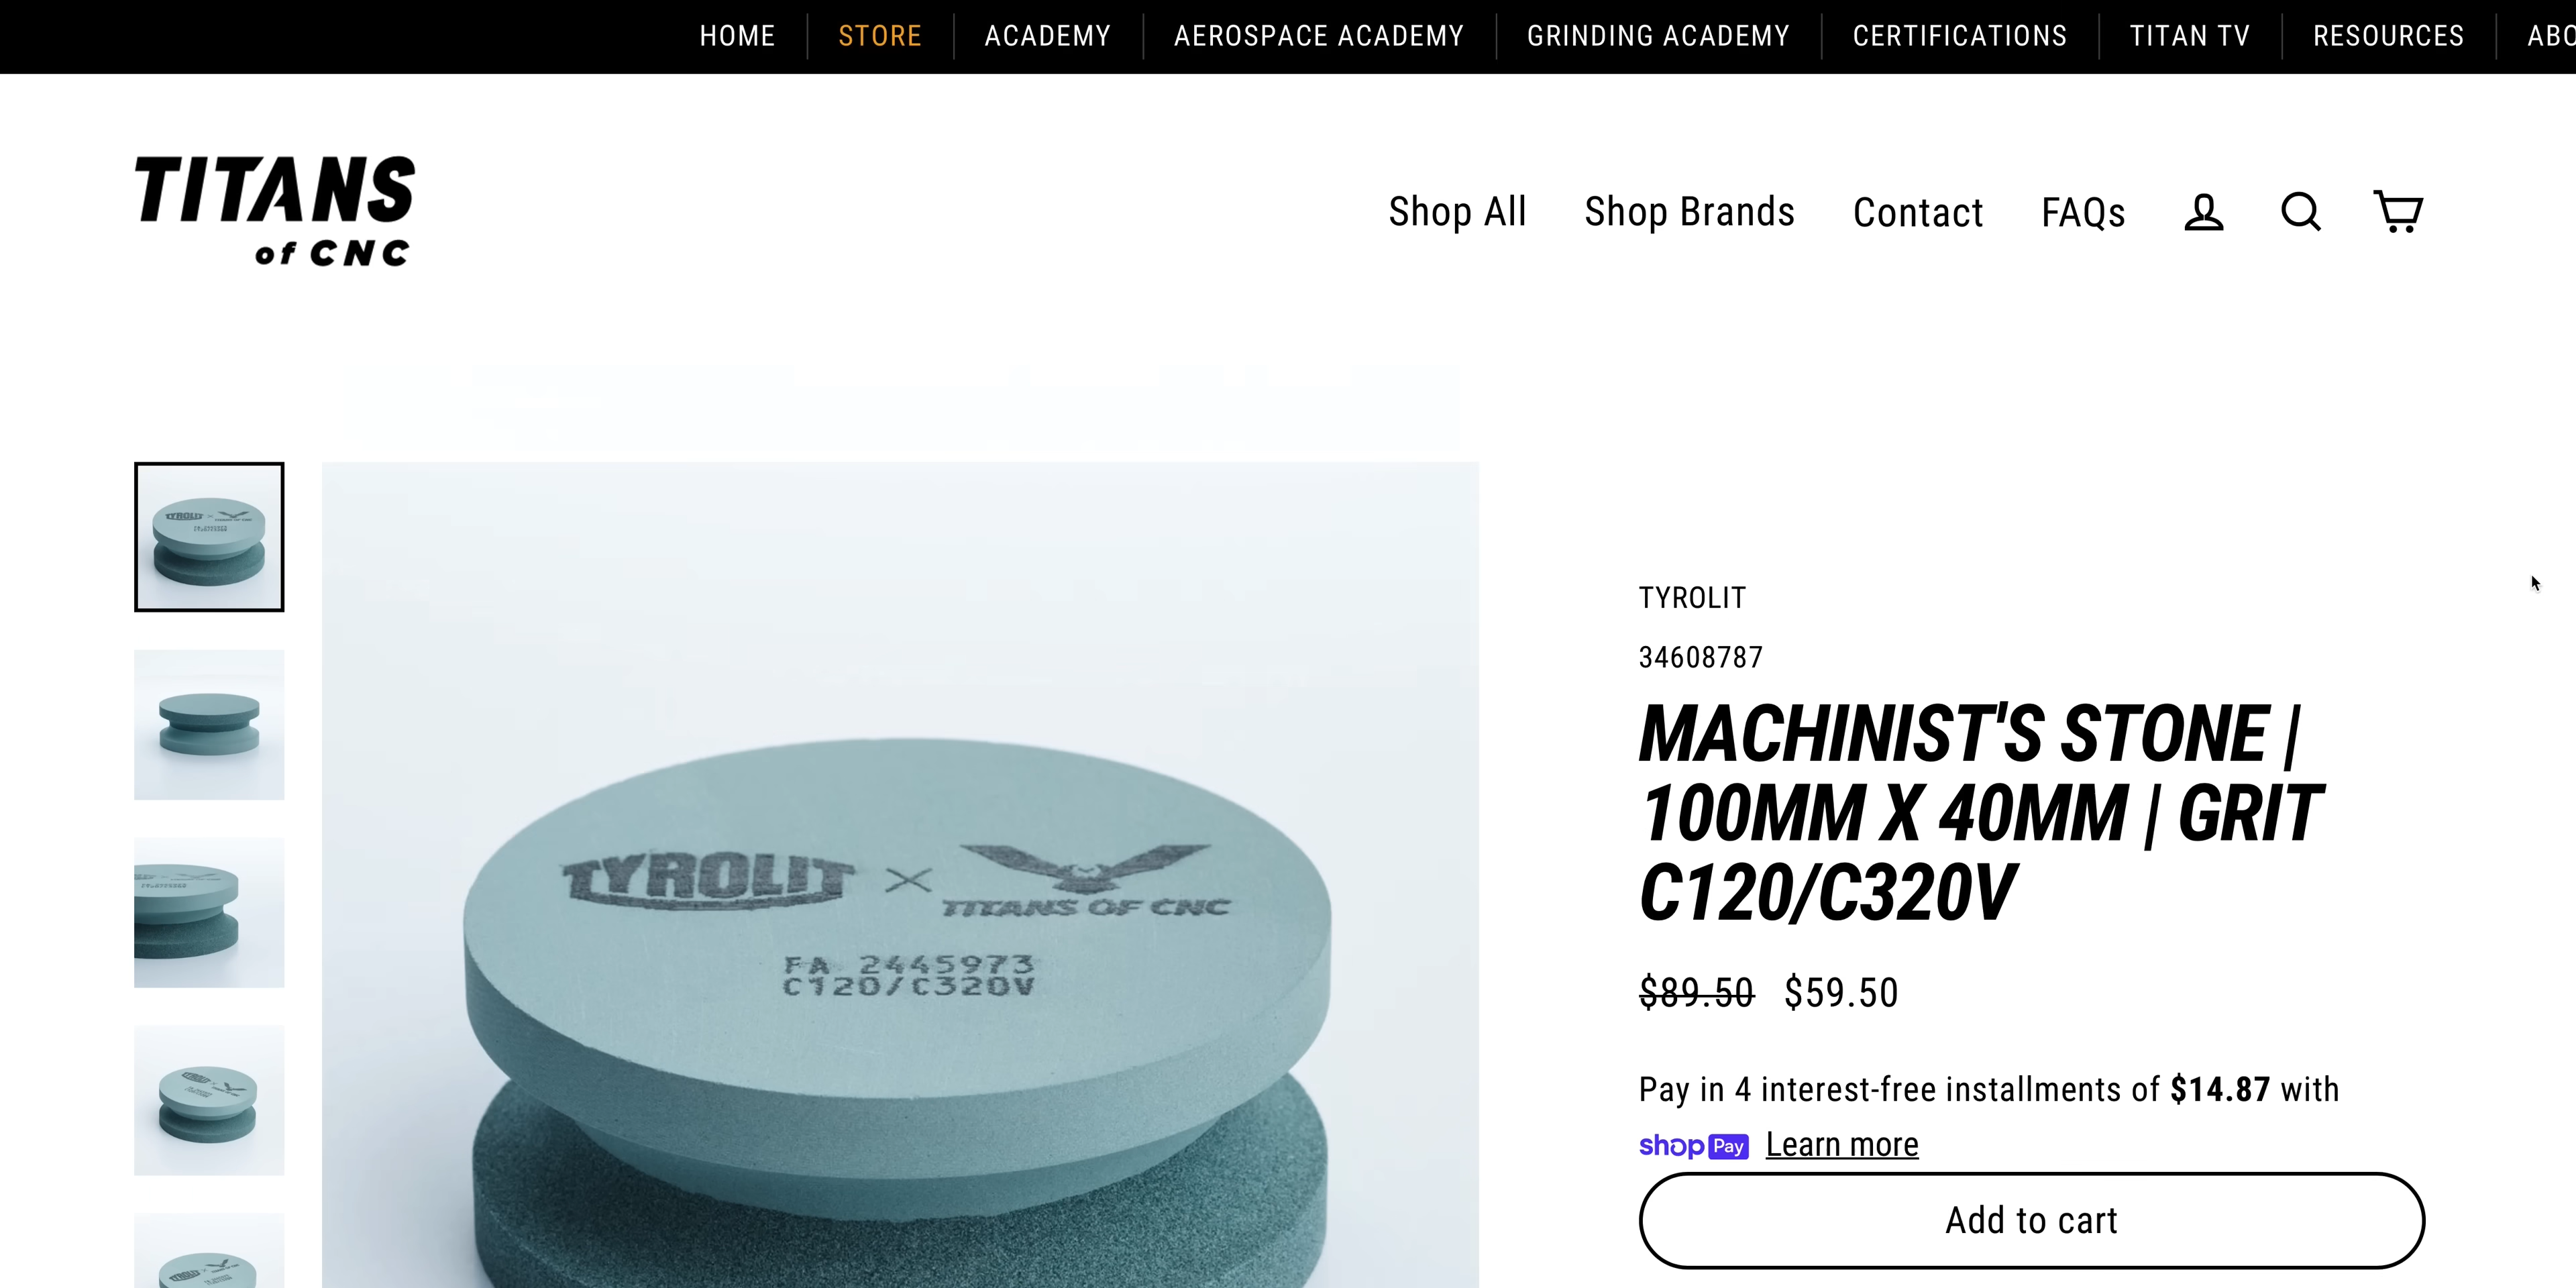 HOME
STORE
ACADEMY
AEROSPACE ACADEMY
GRINDING ACADEMY
CERTIFICATIONS
TITAN TV
RESOURCES
TITANS
of CNC
Shop All
Shop Brands
Contact
FAQs
TYROLIT × TITANS OF CNC
FA 2445973
C120/C320V
TYROLIT
34608787
MACHINIST'S STONE |
100MM X 40MM | GRIT
C120/C320V
$89.50 $59.50
Pay in 4 interest-free installments of $14.87 with
shop Pay Learn more
Add to cart